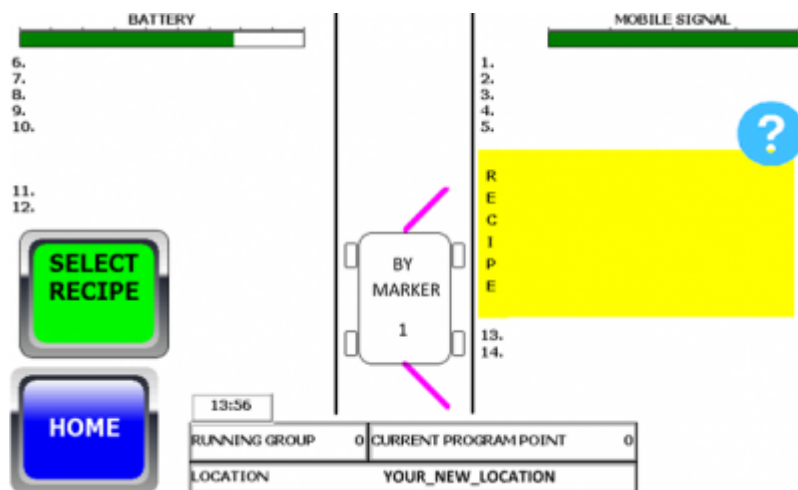 BATTERY
MOBILE SIGNAL
6.
7.
8.
9.
10.
11.
12.
1.
2.
3.
4.
5.
?
R
E
C
I
P
E
SELECT
RECIPE
BY
MARKER
1
13.
14.
HOME
13:56
RUNNING GROUP 0 CURRENT PROGRAM POINT 0
LOCATION YOUR_NEW_LOCATION